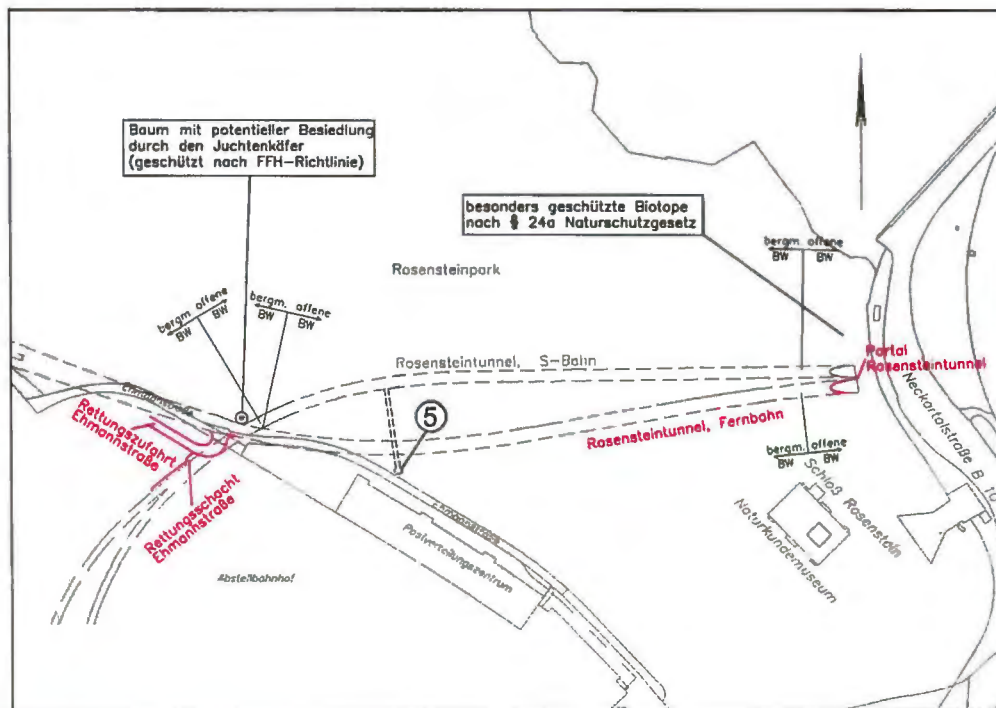 Baum mit potentieller Besiedlung
durch den Juchtenkäfer
(geschützt nach FFH-Richtlinie)
besonders geschützte Biotope
nach § 24a Naturschutzgesetz
bergm. offene
BW BW
Rosensteinpark
bergm. offene
BW BW
bergm. offene
BW BW
Rosensteintunnel, S-Bahn
Portal
Rosensteintunnel
Ehmannstraße
Rettungszufahrt
Ehmannstraße
5
Rosensteintunnel, Fernbahn
Neckartalstraße B 10
bergm. offene
BW BW
Rettungsschacht
Ehmannstraße
Schloß Rosenstein
Naturkundemuseum
Ehmannstraße
Postverteilungszentrum
Abstellbahnhof